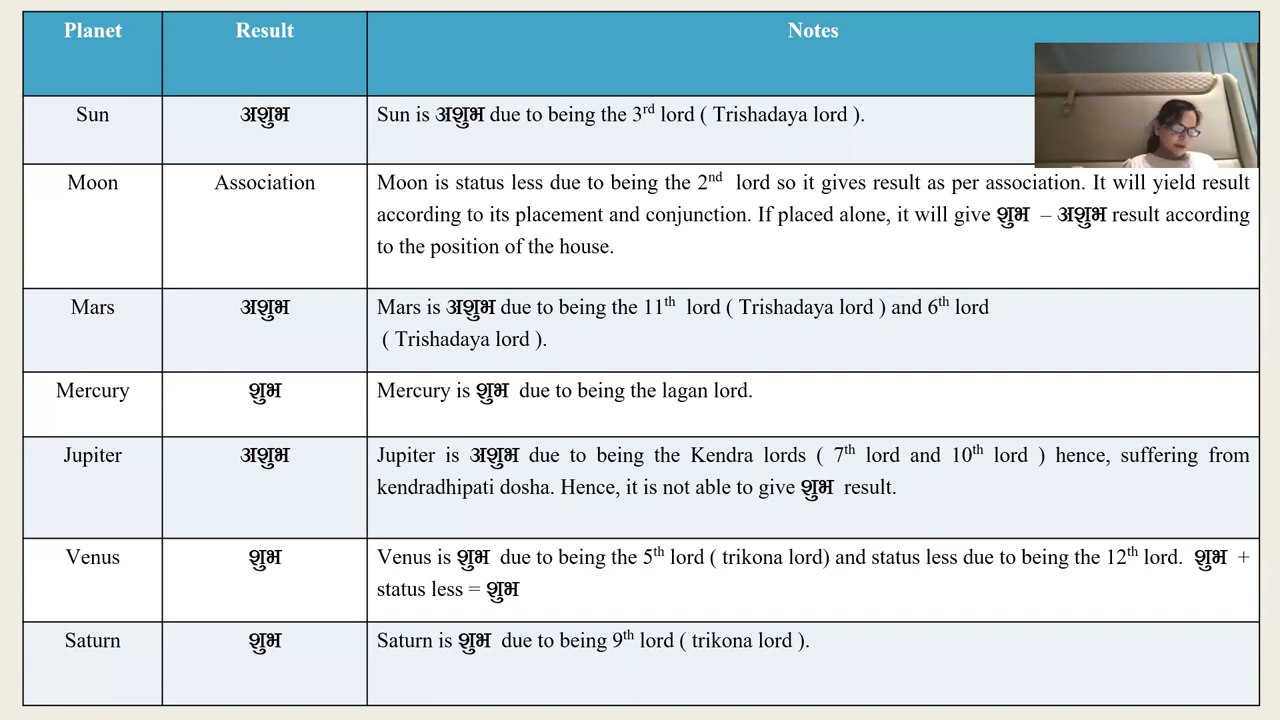 Planet Result Notes
Sun अशुभ Sun is अशुभ due to being the 3rd lord ( Trishadaya lord ).
Moon Association Moon is status less due to being the 2nd lord so it gives result as per association. It will yield result
according to its placement and conjunction. If placed alone, it will give शुभ – अशुभ result according
to the position of the house.
Mars अशुभ Mars is अशुभ due to being the 11th lord ( Trishadaya lord ) and 6th lord
( Trishadaya lord ).
Mercury शुभ Mercury is शुभ due to being the lagan lord.
Jupiter अशुभ Jupiter is अशुभ due to being the Kendra lords ( 7th lord and 10th lord ) hence, suffering from
kendradhipati dosha. Hence, it is not able to give शुभ result.
Venus शुभ Venus is शुभ due to being the 5th lord ( trikona lord) and status less due to being the 12th lord. शुभ +
status less = शुभ
Saturn शुभ Saturn is शुभ due to being 9th lord ( trikona lord ).